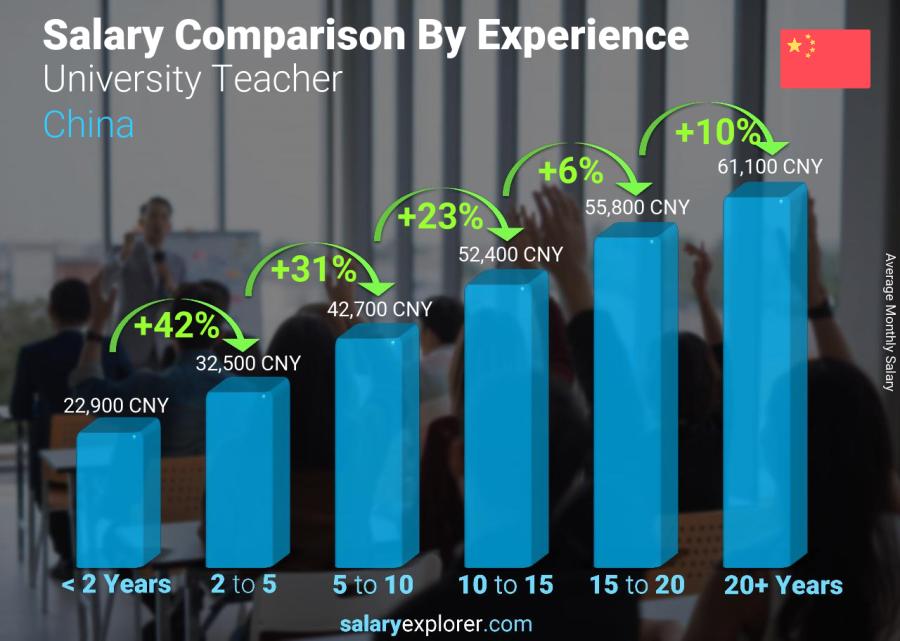 Salary Comparison By Experience
University Teacher
China
+42%
+31%
+23%
+6%
+10%
22,900 CNY
32,500 CNY
42,700 CNY
52,400 CNY
55,800 CNY
61,100 CNY
Average Monthly Salary
< 2 Years
2 to 5
5 to 10
10 to 15
15 to 20
20+ Years
salaryexplorer.com